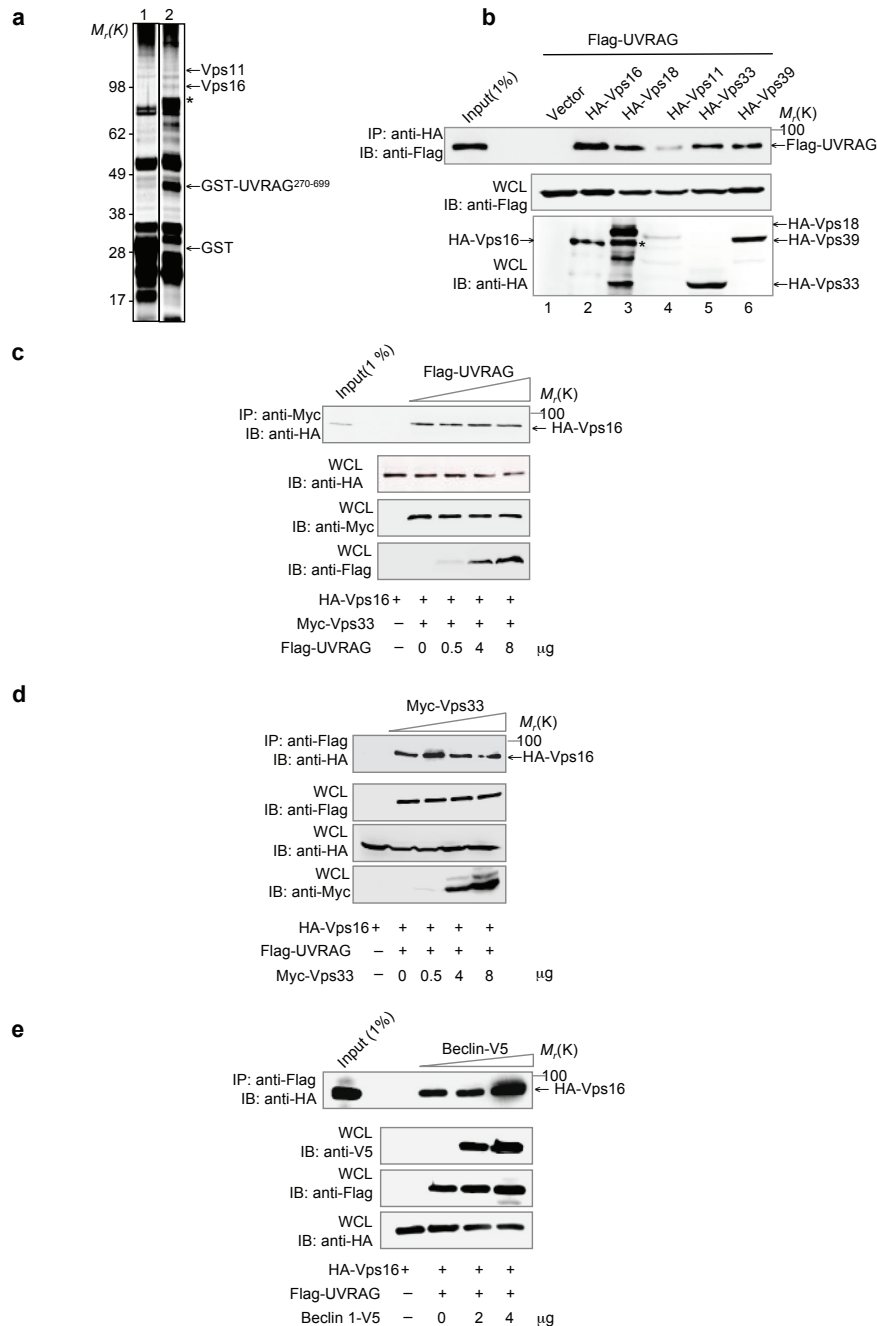 a
1 2
Mr(K)
98
62
49
38
28
17
Vps11
Vps16
*
GST-UVRAG270-699
GST
b
Flag-UVRAG
Input(1%)
Vector
HA-Vps16
HA-Vps18
HA-Vps11
HA-Vps33
HA-Vps39
Mr(K)
100
IP: anti-HA
IB: anti-Flag
Flag-UVRAG
WCL
IB: anti-Flag
HA-Vps16
WCL
IB: anti-HA
*
HA-Vps18
HA-Vps39
HA-Vps33
1 2 3 4 5 6
c
Input(1 %)
Flag-UVRAG
Mr(K)
100
IP: anti-Myc
IB: anti-HA
HA-Vps16
WCL
IB: anti-HA
WCL
IB: anti-Myc
WCL
IB: anti-Flag
HA-Vps16 + + + + +
Myc-Vps33 – + + + +
Flag-UVRAG – 0 0.5 4 8 μg
d
Myc-Vps33
Mr(K)
100
IP: anti-Flag
IB: anti-HA
HA-Vps16
WCL
IB: anti-Flag
WCL
IB: anti-HA
WCL
IB: anti-Myc
HA-Vps16 + + + + +
Flag-UVRAG – + + + +
Myc-Vps33 – 0 0.5 4 8 μg
e
Input (1%)
Beclin-V5
Mr(K)
100
IP: anti-Flag
IB: anti-HA
HA-Vps16
WCL
IB: anti-V5
WCL
IB: anti-Flag
WCL
IB: anti-HA
HA-Vps16 + + + +
Flag-UVRAG – + + +
Beclin 1-V5 – 0 2 4 μg